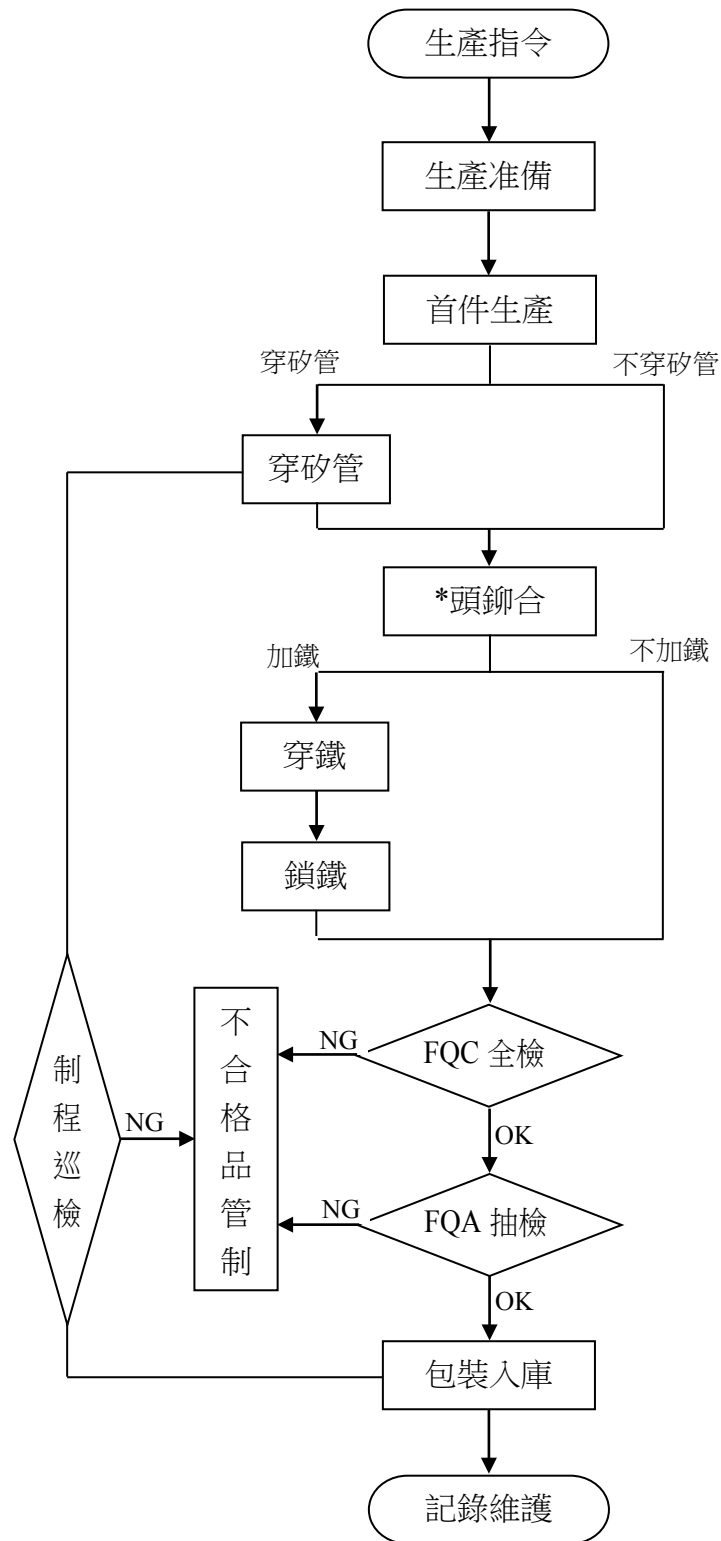 生產指令
生產准備
首件生產
穿矽管
不穿矽管
穿矽管
*頭鉚合
加鐵
不加鐵
穿鐵
鎖鐵
FQC 全檢
NG
OK
制程巡檢
NG
不合格品管制
FQA 抽檢
NG
OK
包裝入庫
記錄維護